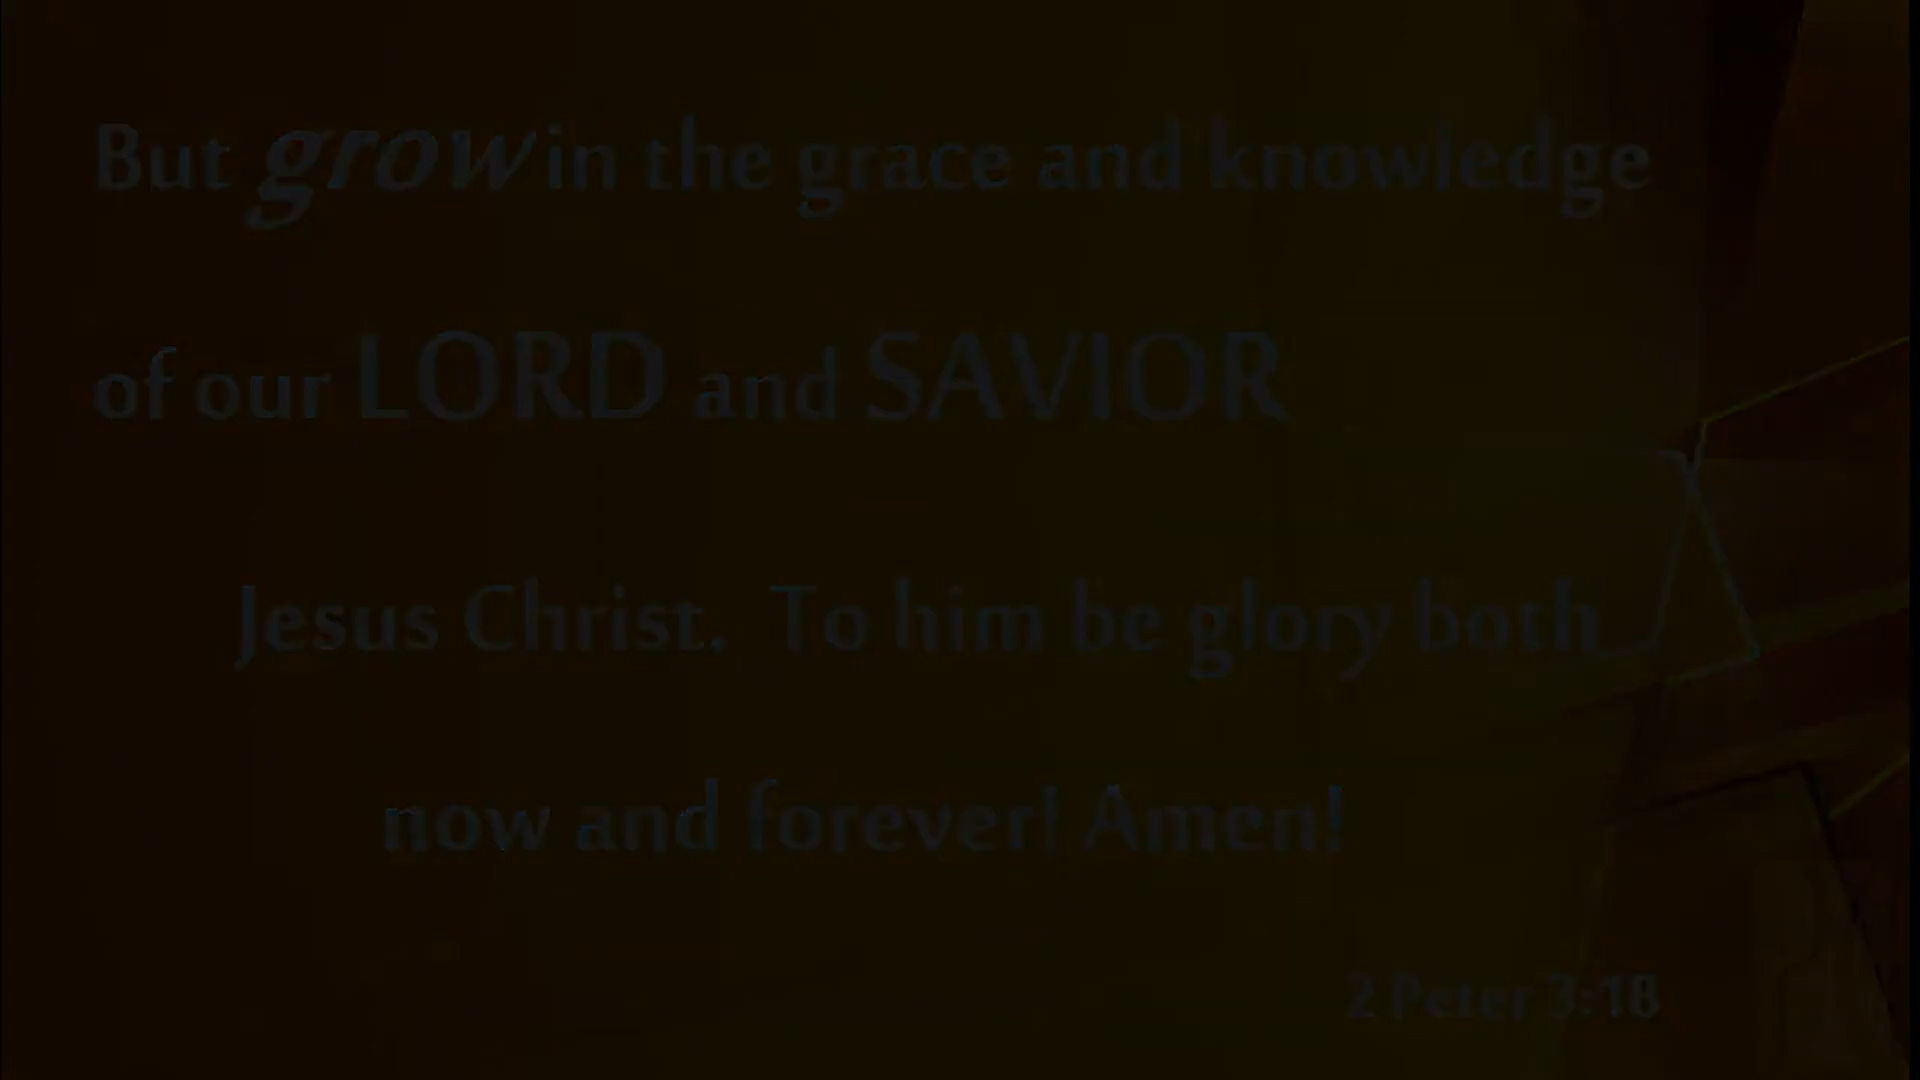 But grow in the grace and knowledge
of our LORD and SAVIOR
Jesus Christ. To him be glory both
now and forever! Amen!
2 Peter 3:18